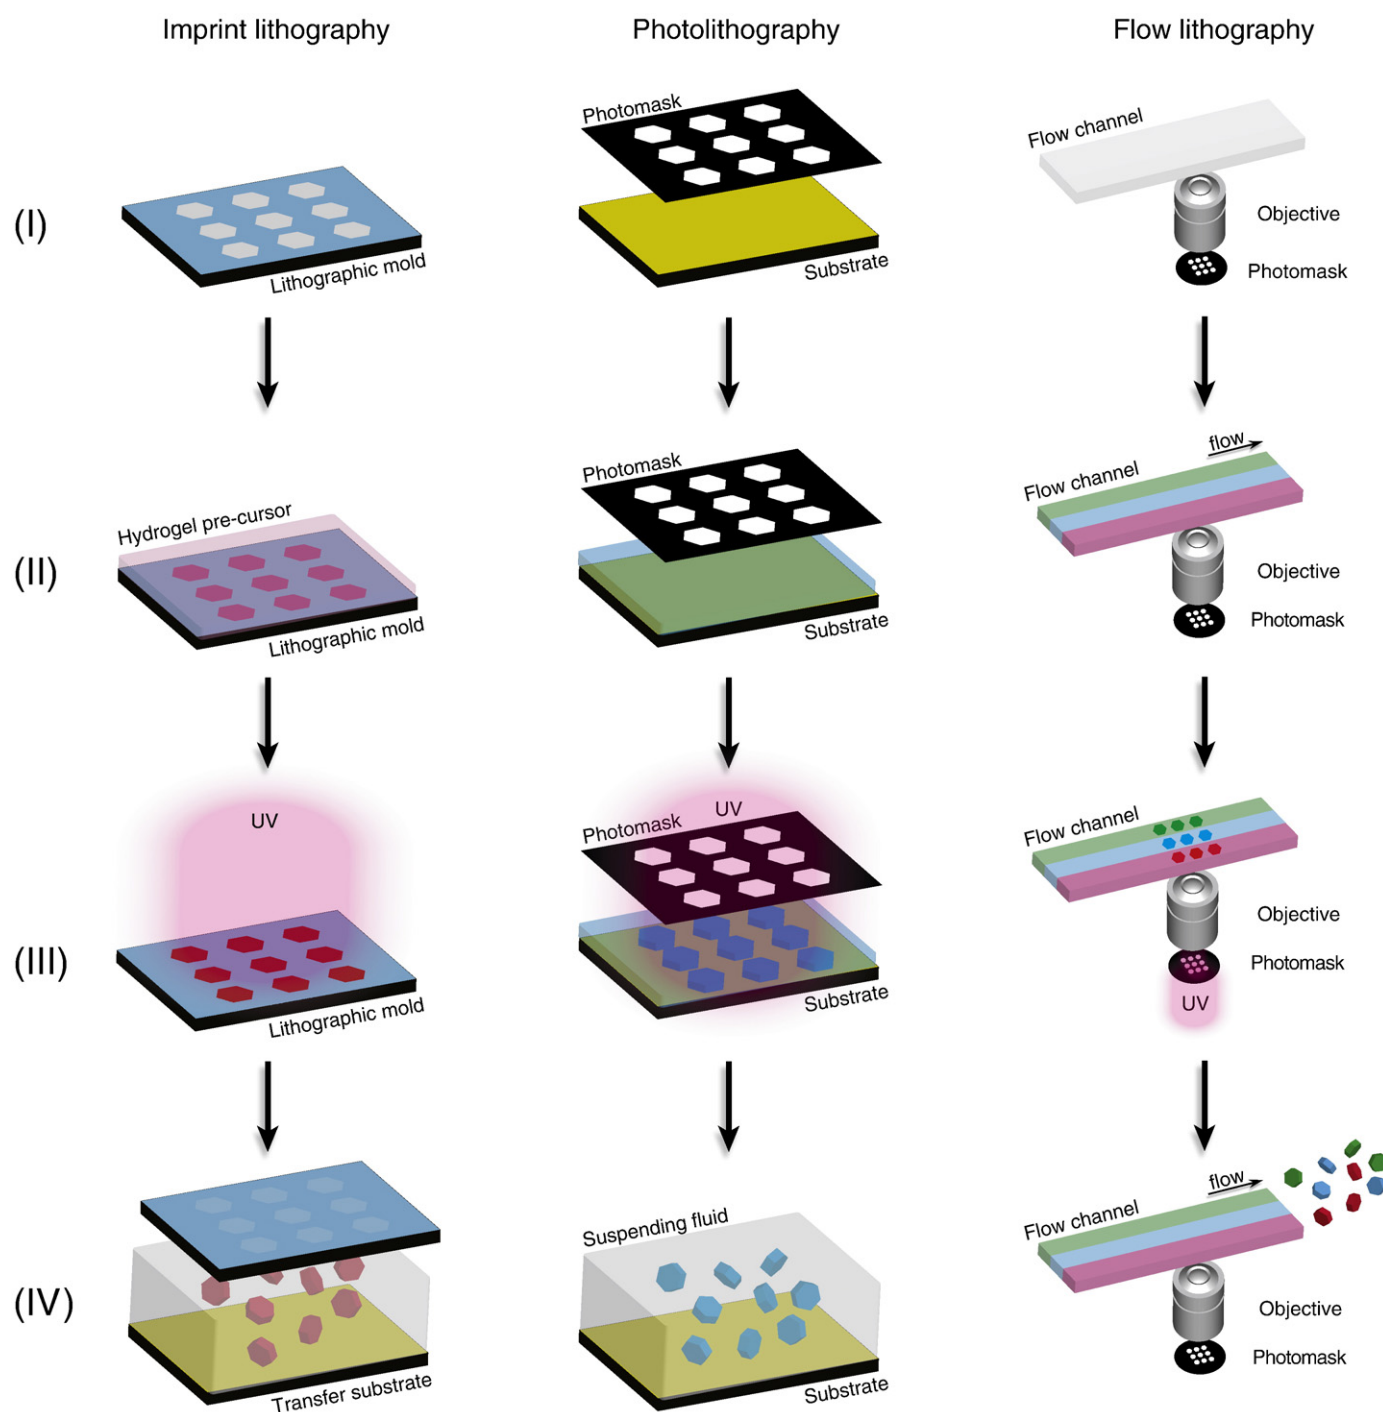 Imprint lithography
Photolithography
Flow lithography
(I)
Lithographic mold
Photomask
Substrate
Flow channel
Objective
Photomask
(II)
Hydrogel pre-cursor
Lithographic mold
Photomask
Substrate
flow
Flow channel
Objective
Photomask
(III)
UV
Lithographic mold
UV
Photomask
Substrate
Flow channel
Objective
Photomask
UV
(IV)
Transfer substrate
Suspending fluid
Substrate
flow
Flow channel
Objective
Photomask